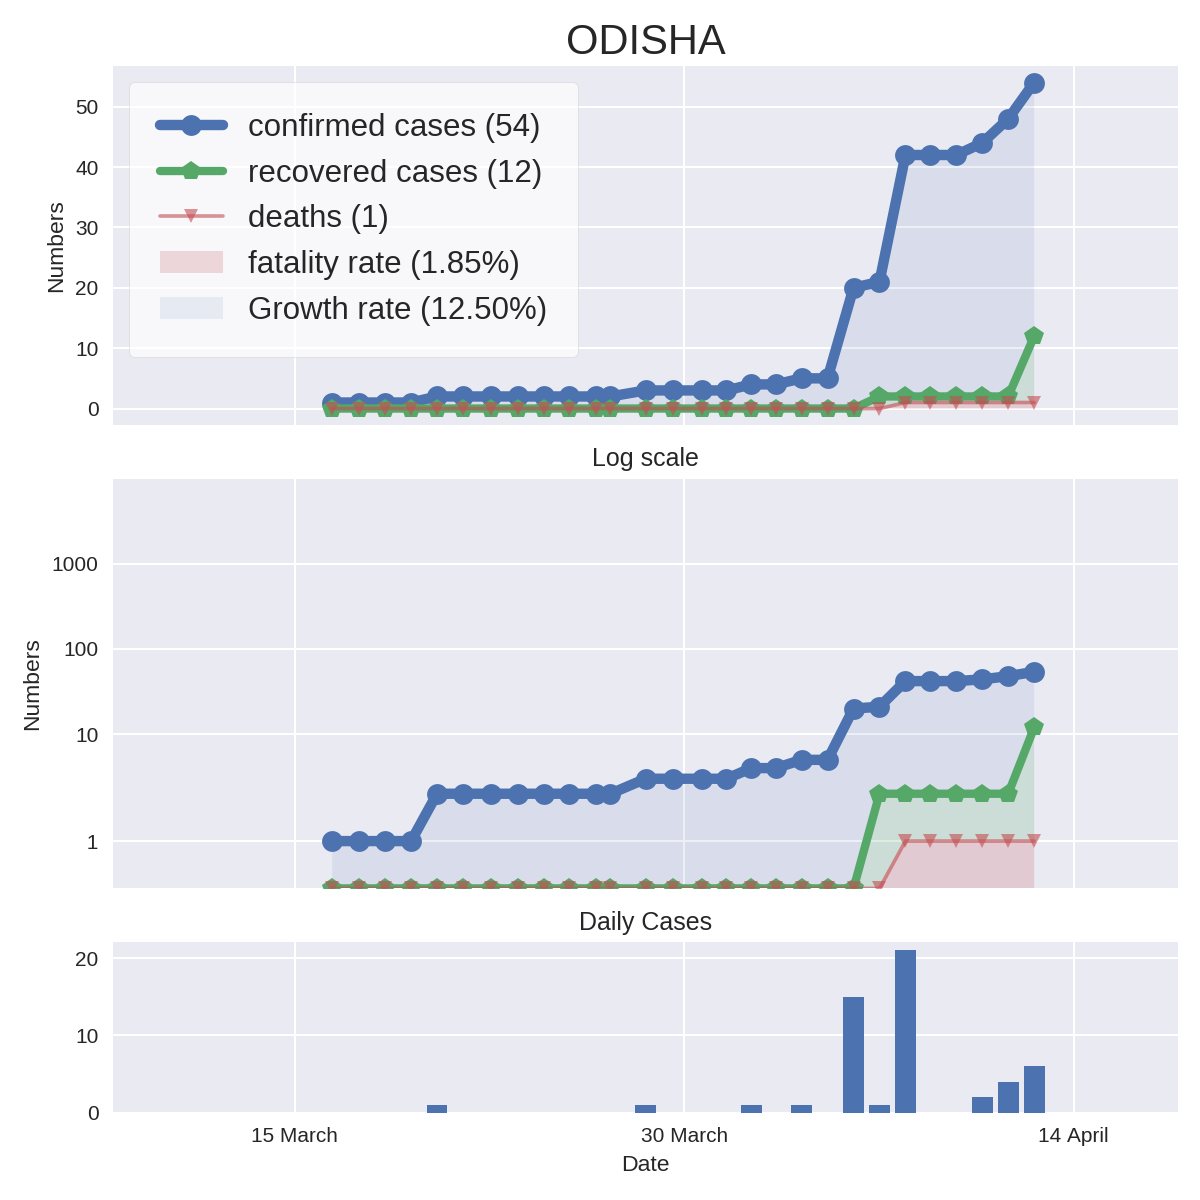 ODISHA
50
40
30
20
10
0
Numbers
confirmed cases (54)
recovered cases (12)
deaths (1)
fatality rate (1.85%)
Growth rate (12.50%)
Log scale
1000
100
10
1
Numbers
Daily Cases
20
10
0
15 March
30 March
14 April
Date